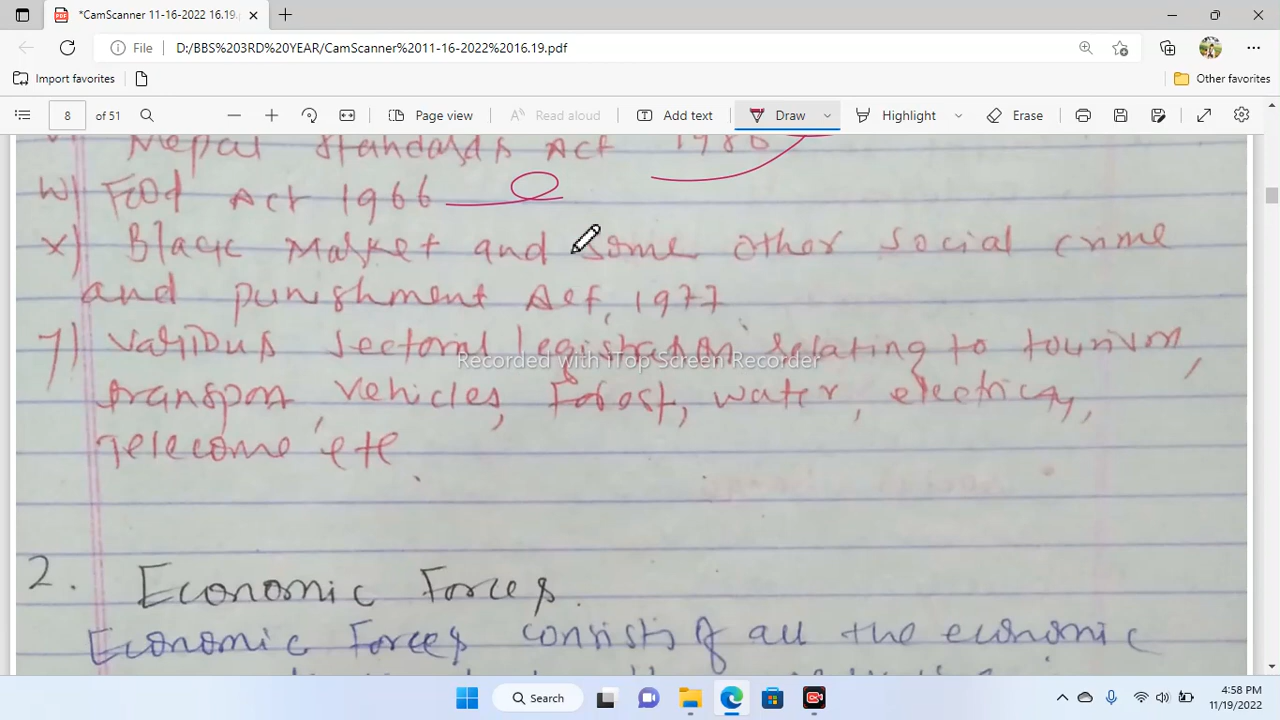 *CamScanner 11-16-2022 16.19.p
File D:/BBS%203RD%20YEAR/CamScanner%2011-16-2022%2016.19.pdf
Import favorites
Other favorites
8 of 51
Page view
Read aloud
Add text
Draw
Highlight
Erase
Nepal Standards Act 1980
w) Food Act 1966
x) Black Market and Some other Social crime
and punishment Act, 1977
y) Various Sectoral legistration relating to tourism,
transport vehicles, forost, water, electricy,
Telecome etc
Recorded with iTop Screen Recorder
2. Economic Forces.
Economic Forces consists of all the economic
Search
4:58 PM
11/19/2022